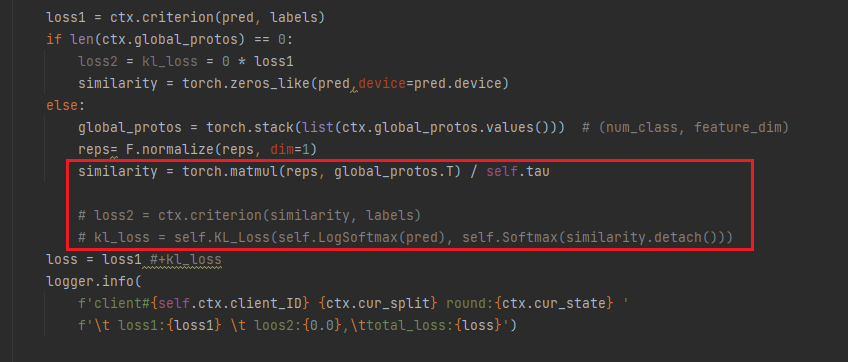 loss1 = ctx.criterion(pred, labels)
if len(ctx.global_protos) == 0:
    loss2 = kl_loss = 0 * loss1
    similarity = torch.zeros_like(pred,device=pred.device)
else:
    global_protos = torch.stack(list(ctx.global_protos.values()))  # (num_class, feature_dim)
    reps= F.normalize(reps, dim=1)
    similarity = torch.matmul(reps, global_protos.T) / self.tau
    # loss2 = ctx.criterion(similarity, labels)
    # kl_loss = self.KL_Loss(self.LogSoftmax(pred), self.Softmax(similarity.detach()))
loss = loss1 #+kl_loss
logger.info(
    f'client#{self.ctx.client_ID} {ctx.cur_split} round:{ctx.cur_state} '
    f'\t loss1:{loss1} \t loos2:{0.0},\ttotal_loss:{loss}')